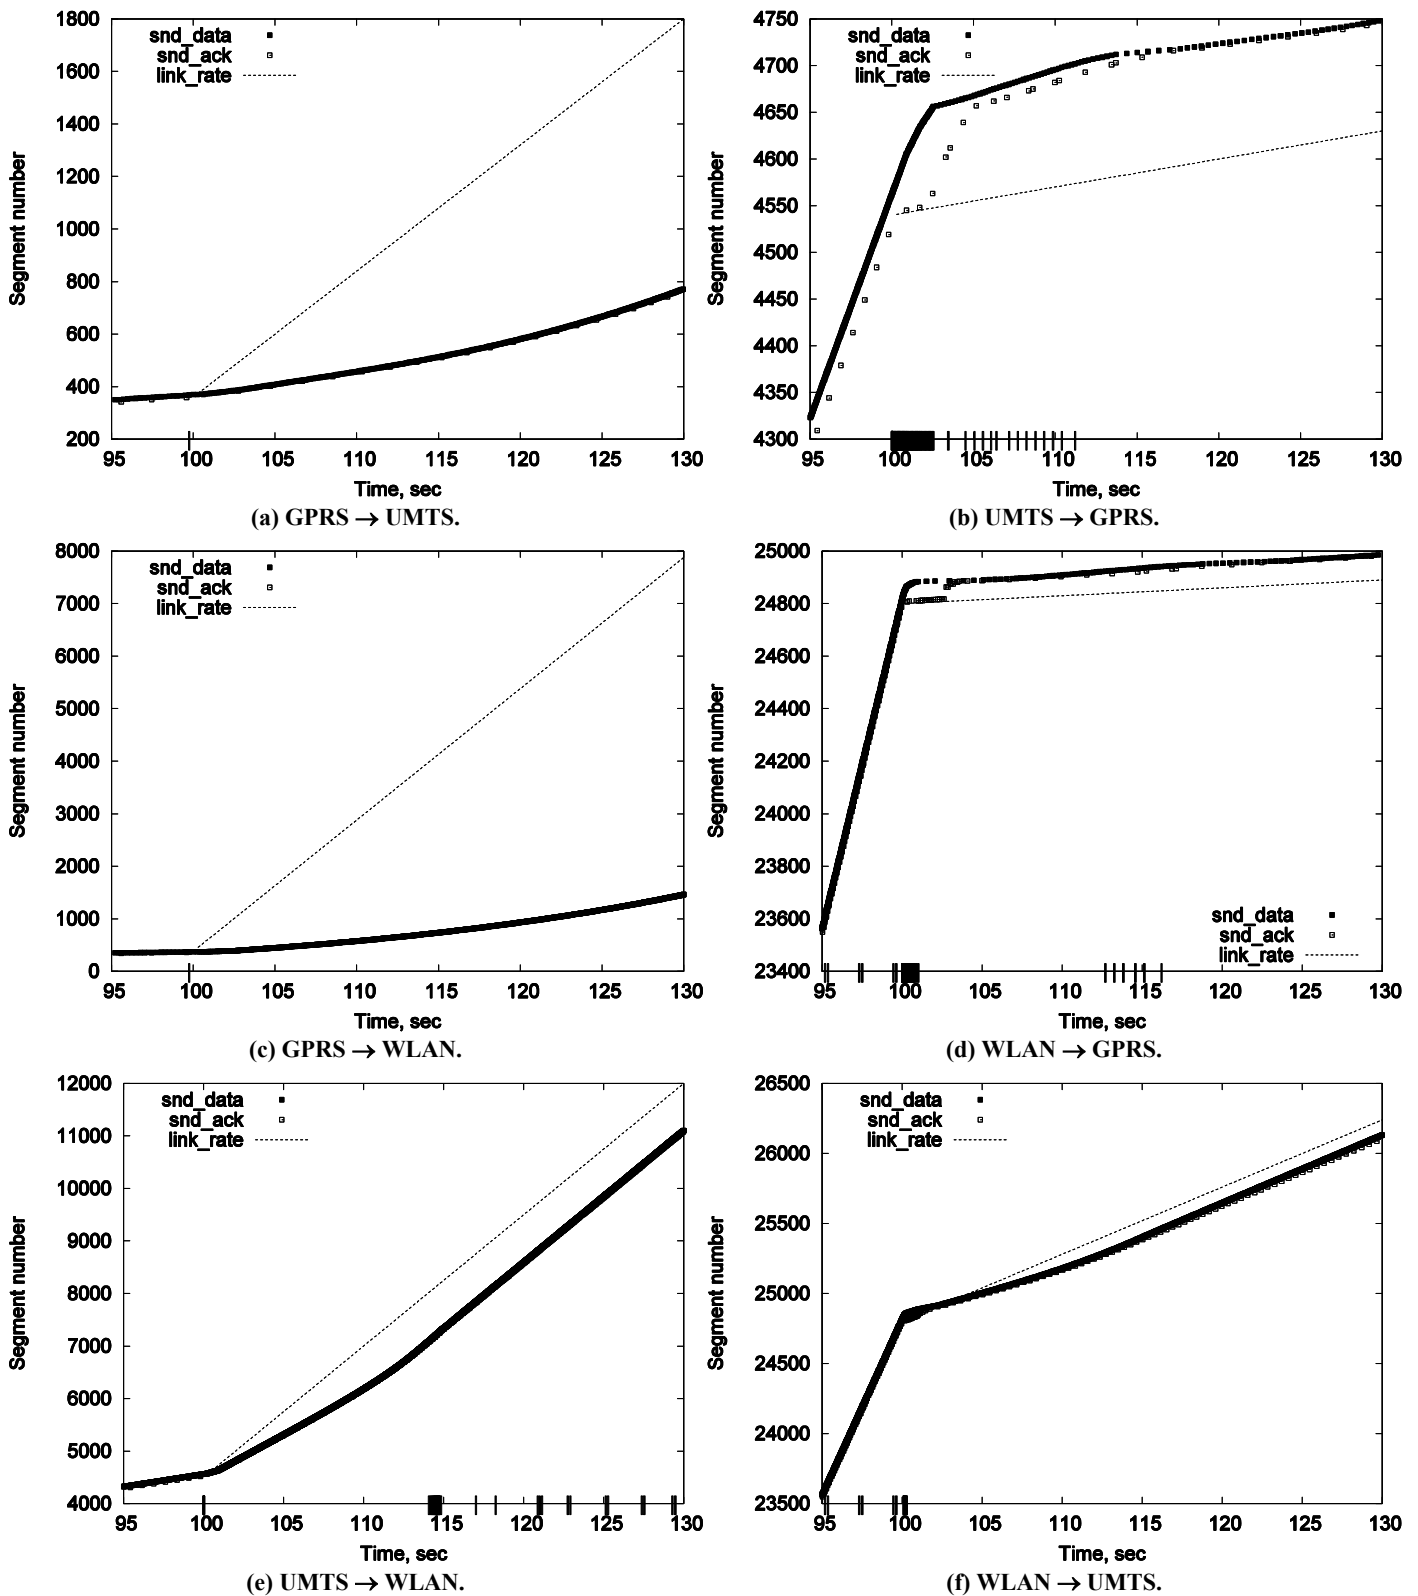 1800
1600
1400
1200
1000
800
600
400
200
Segment number
snd_data
snd_ack
link_rate
95 100 105 110 115 120 125 130
Time, sec
(a) GPRS → UMTS.
4750
4700
4650
4600
4550
4500
4450
4400
4350
4300
Segment number
snd_data
snd_ack
link_rate
95 100 105 110 115 120 125 130
Time, sec
(b) UMTS → GPRS.
8000
7000
6000
5000
4000
3000
2000
1000
0
Segment number
snd_data
snd_ack
link_rate
95 100 105 110 115 120 125 130
Time, sec
(c) GPRS → WLAN.
25000
24800
24600
24400
24200
24000
23800
23600
23400
Segment number
snd_data
snd_ack
link_rate
95 100 105 110 115 120 125 130
Time, sec
(d) WLAN → GPRS.
12000
11000
10000
9000
8000
7000
6000
5000
4000
Segment number
snd_data
snd_ack
link_rate
95 100 105 110 115 120 125 130
Time, sec
(e) UMTS → WLAN.
26500
26000
25500
25000
24500
24000
23500
Segment number
snd_data
snd_ack
link_rate
95 100 105 110 115 120 125 130
Time, sec
(f) WLAN → UMTS.